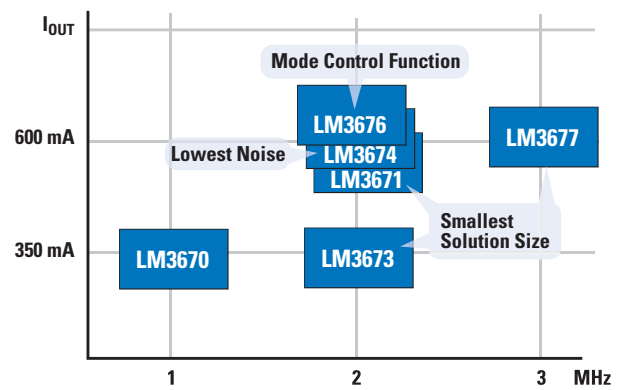 I_OUT
Mode Control Function
600 mA
LM3676
LM3677
Lowest Noise
LM3674
LM3671
Smallest
Solution Size
350 mA
LM3670
LM3673
1
2
3
MHz